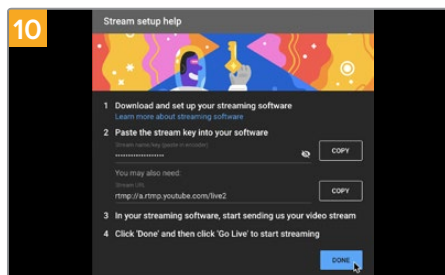 10
Stream setup help
1 Download and set up your streaming software
Learn more about streaming software
2 Paste the stream key into your software
Stream name/key (paste in encoder)
••••••••••••••••••••
COPY
You may also need:
Stream URL
rtmp://a.rtmp.youtube.com/live2
COPY
3 In your streaming software, start sending us your video stream
4 Click 'Done' and then click 'Go Live' to start streaming
DONE